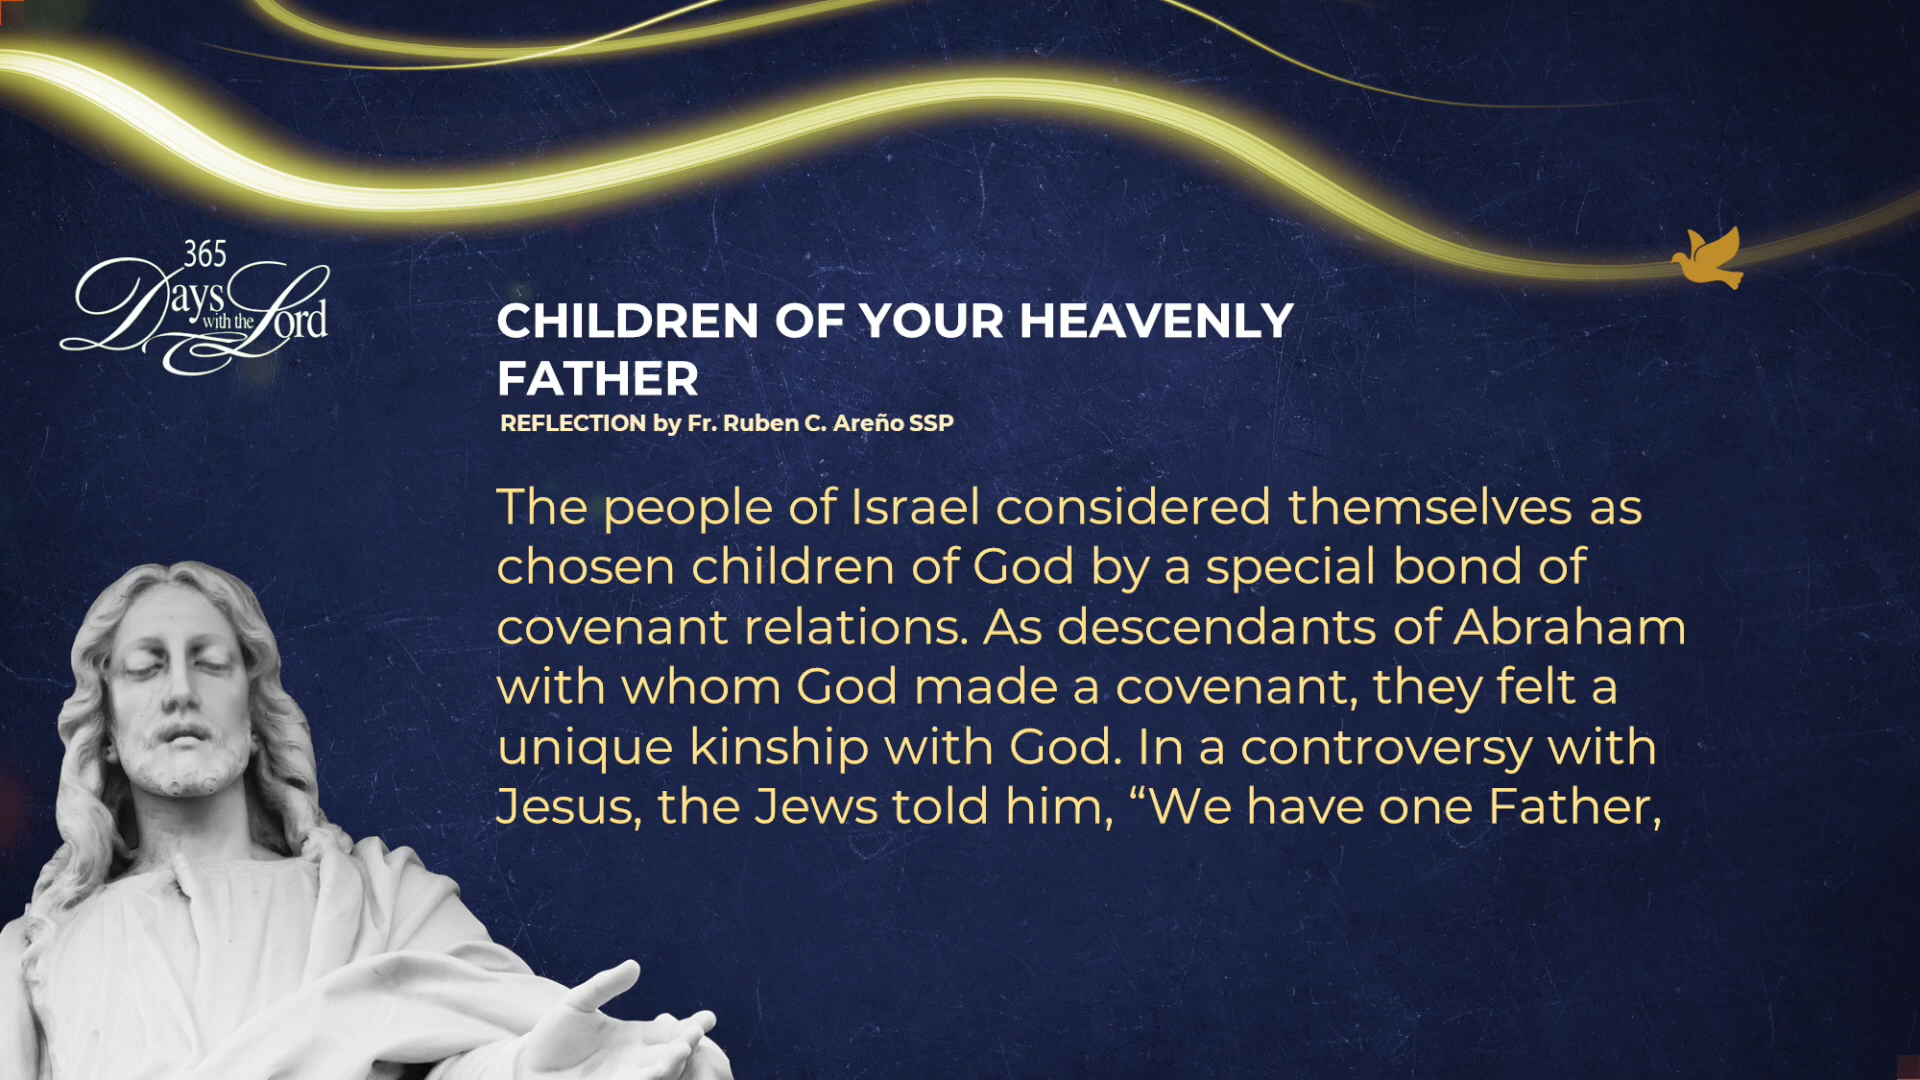 365
Days
with the Lord
CHILDREN OF YOUR HEAVENLY
FATHER
REFLECTION by Fr. Ruben C. Areño SSP
The people of Israel considered themselves as
chosen children of God by a special bond of
covenant relations. As descendants of Abraham
with whom God made a covenant, they felt a
unique kinship with God. In a controversy with
Jesus, the Jews told him, “We have one Father,